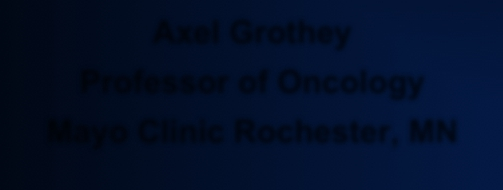 Axel Grothey
Professor of Oncology
Mayo Clinic Rochester, MN